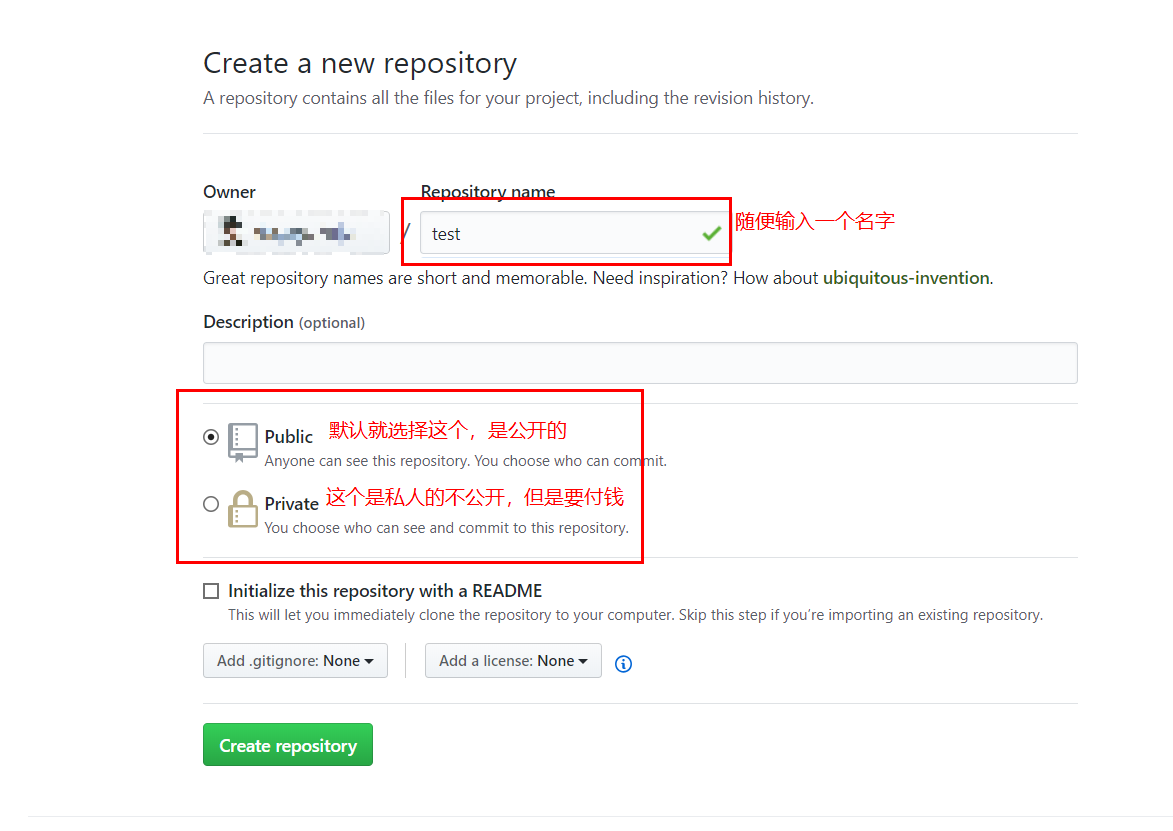 Create a new repository
A repository contains all the files for your project, including the revision history.
Owner
Repository name
/
test
随便输入一个名字
Great repository names are short and memorable. Need inspiration? How about ubiquitous-invention.
Description (optional)
Public 默认就选择这个，是公开的
Anyone can see this repository. You choose who can commit.
Private 这个是私人的不公开，但是要付钱
You choose who can see and commit to this repository.
Initialize this repository with a README
This will let you immediately clone the repository to your computer. Skip this step if you’re importing an existing repository.
Add .gitignore: None
Add a license: None
Create repository